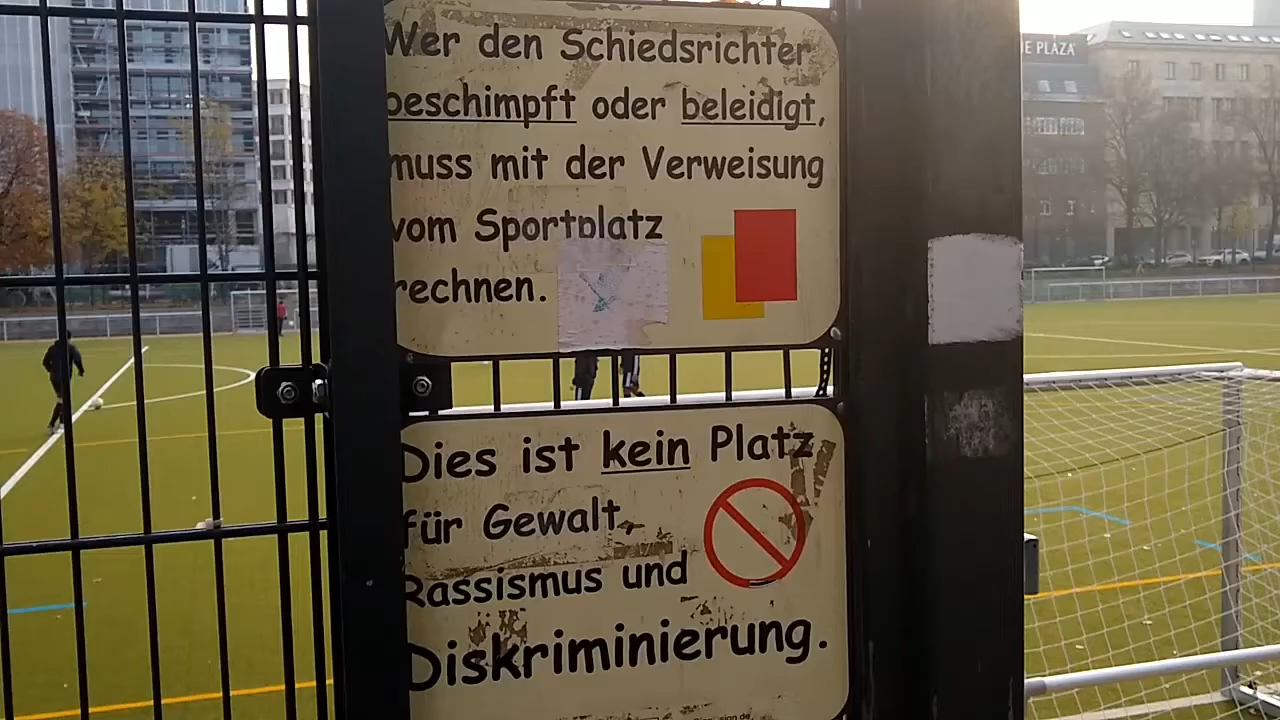 Wer den Schiedsrichter
beschimpft oder beleidigt,
muss mit der Verweisung
vom Sportplatz
rechnen.
Dies ist kein Platz
für Gewalt,
Rassismus und
Diskriminierung.
E PLAZA